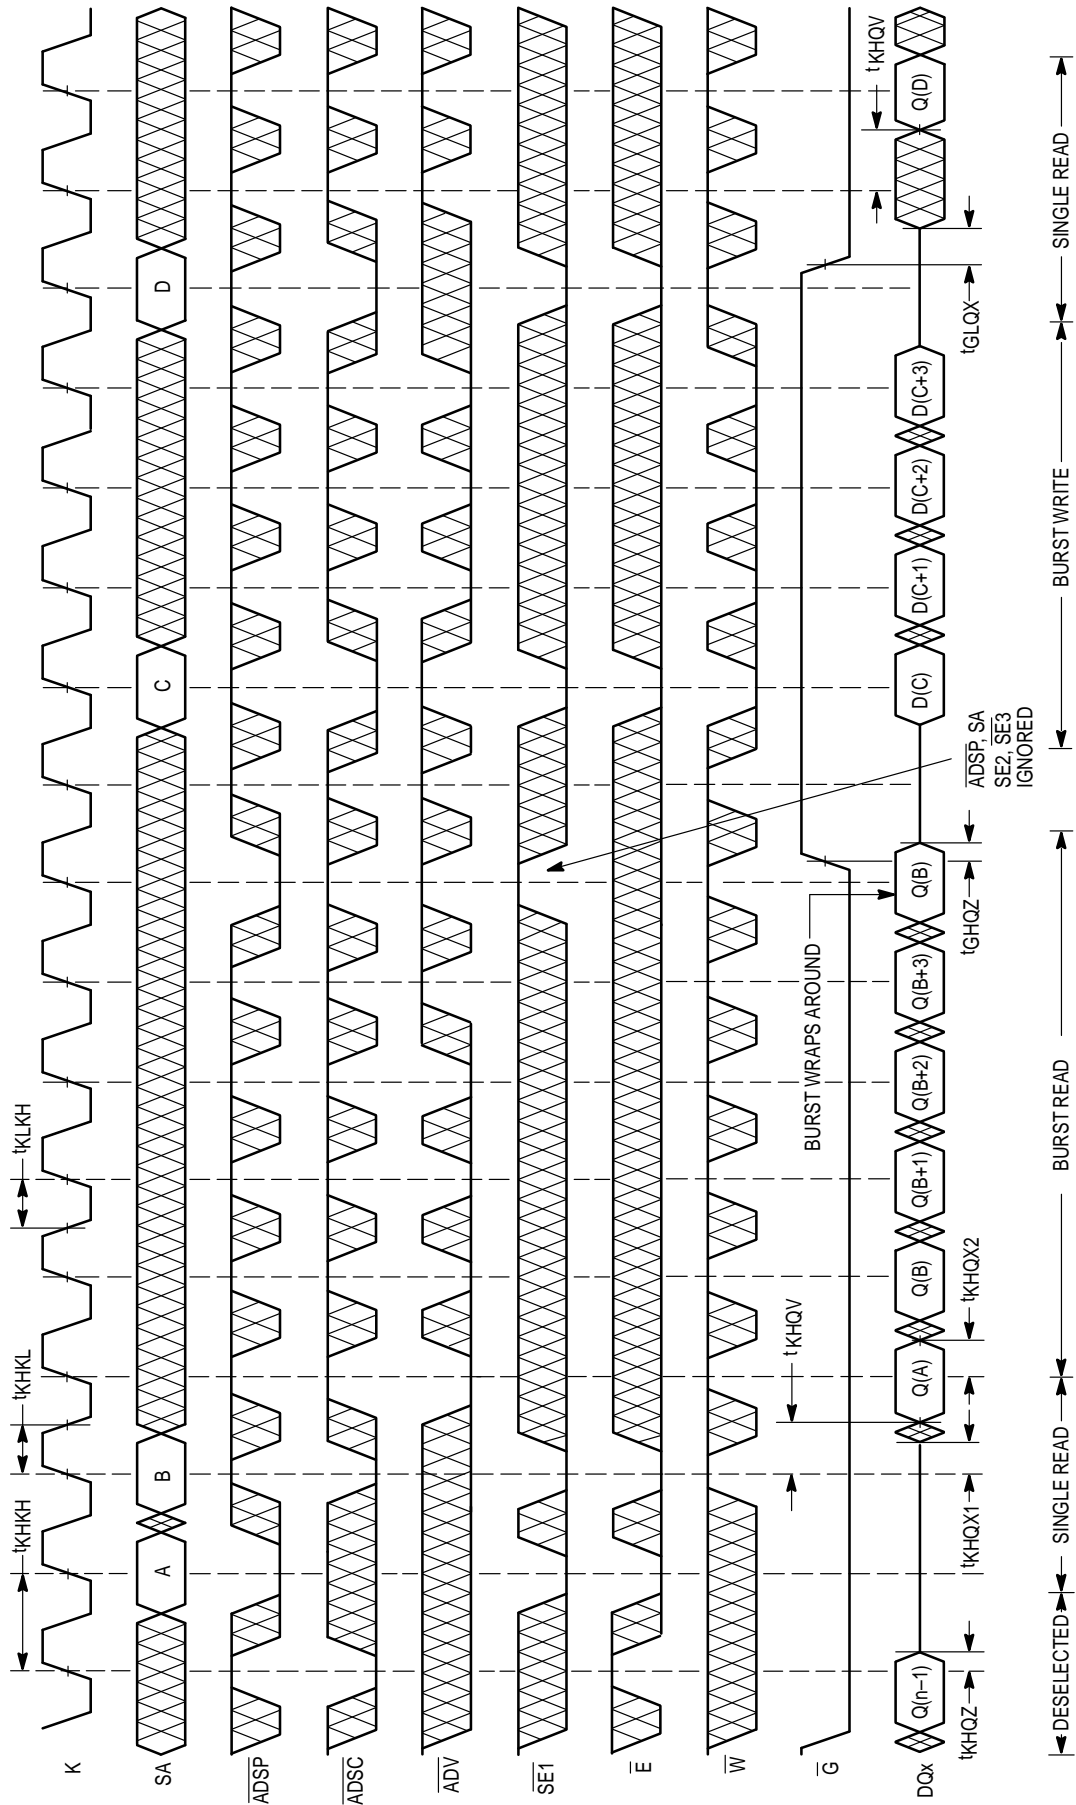 tKHKH
tKHKL
tKLKH
K
SA
A
B
C
D
ADSP
ADSC
ADV
SE1
E
W
G
tKHQV
BURST WRAPS AROUND
ADSP, SA
SE2, SE3
IGNORED
tKHQV
DQx
Q(n–1)
Q(A)
Q(B)
Q(B+1)
Q(B+2)
Q(B+3)
Q(B)
D(C)
D(C+1)
D(C+2)
D(C+3)
Q(D)
tKHQZ
tKHQX1
tKHQX2
tGHQZ
tGLQX
DESELECTED
SINGLE READ
BURST READ
BURST WRITE
SINGLE READ